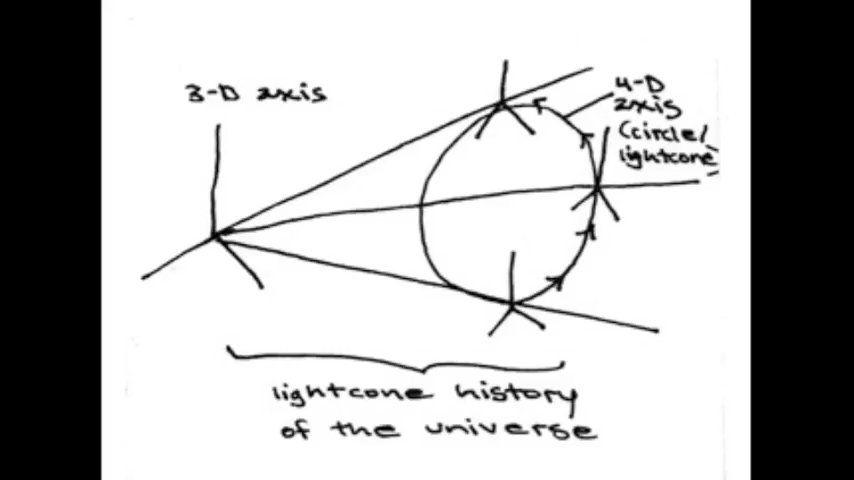 3-D axis
4-D
axis
(circle/
lightcone)
lightcone history
of the universe